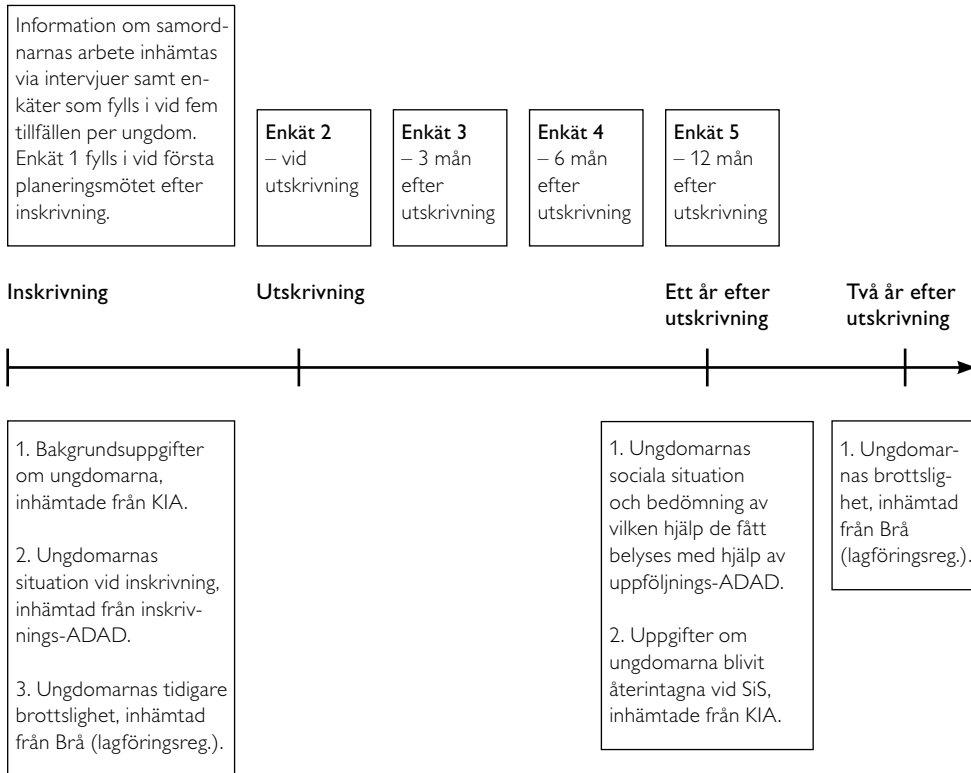 Information om samord-
narnas arbete inhämtas
via intervjuer samt en-
käter som fylls i vid fem
tillfällen per ungdom.
Enkät 1 fylls i vid första
planeringsmötet efter
inskrivning.
Enkät 2
– vid
utskrivning
Enkät 3
– 3 mån
efter
utskrivning
Enkät 4
– 6 mån
efter
utskrivning
Enkät 5
– 12 mån
efter
utskrivning
Inskrivning
Utskrivning
Ett år efter
utskrivning
Två år efter
utskrivning
1. Bakgrundsuppgifter
om ungdomarna,
inhämtade från KIA.
2. Ungdomarnas
situation vid inskrivning,
inhämtad från inskriv-
nings-ADAD.
3. Ungdomarnas tidigare
brottslighet, inhämtad
från Brå (lagföringsreg.).
1. Ungdomarnas
sociala situation
och bedömning av
vilken hjälp de fått
belyses med hjälp av
uppföljnings-ADAD.
2. Uppgifter om
ungdomarna blivit
återintagna vid SiS,
inhämtade från KIA.
1. Ungdomar-
nas brottslig-
het, inhämtad
från Brå
(lagföringsreg.).